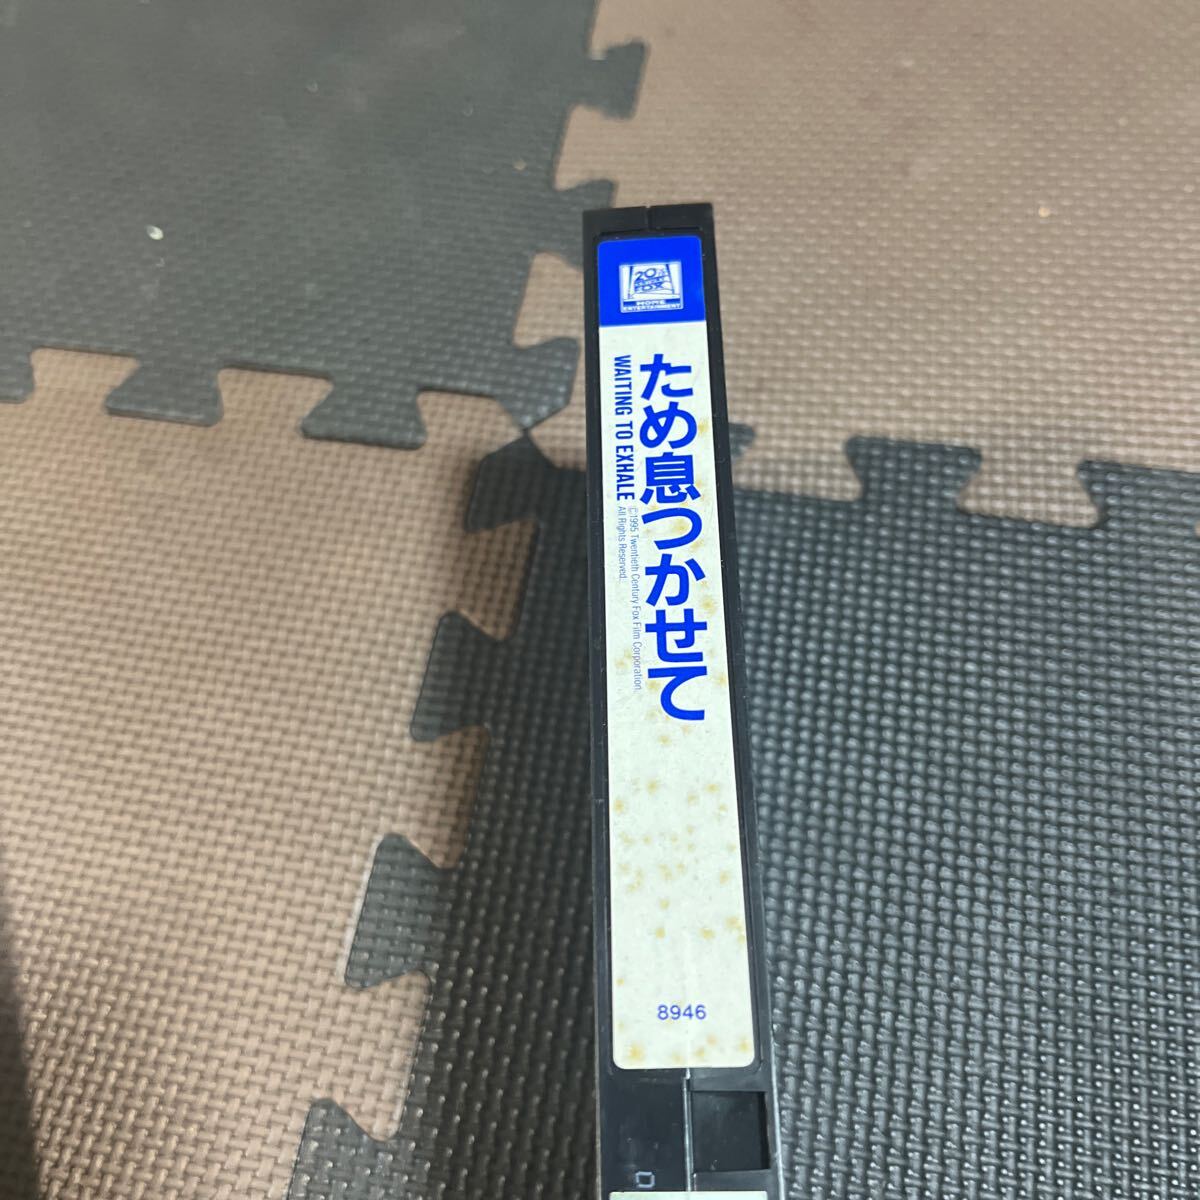 20th
CENTURY
FOX
HOME
ENTERTAINMENT
ため息つかせて
WAITING TO EXHALE
©1995 Twentieth Century Fox Film Corporation.
All Rights Reserved.
8946